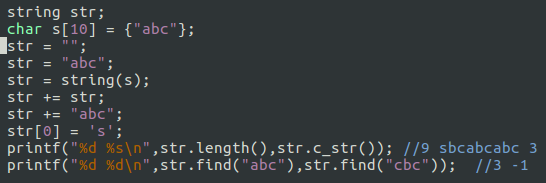 string str;
char s[10] = {"abc"};
str = "";
str = "abc";
str = string(s);
str += str;
str += "abc";
str[0] = 's';
printf("%d %s\n",str.length(),str.c_str()); //9 sbcabcabc 3
printf("%d %d\n",str.find("abc"),str.find("cbc"));  //3 -1